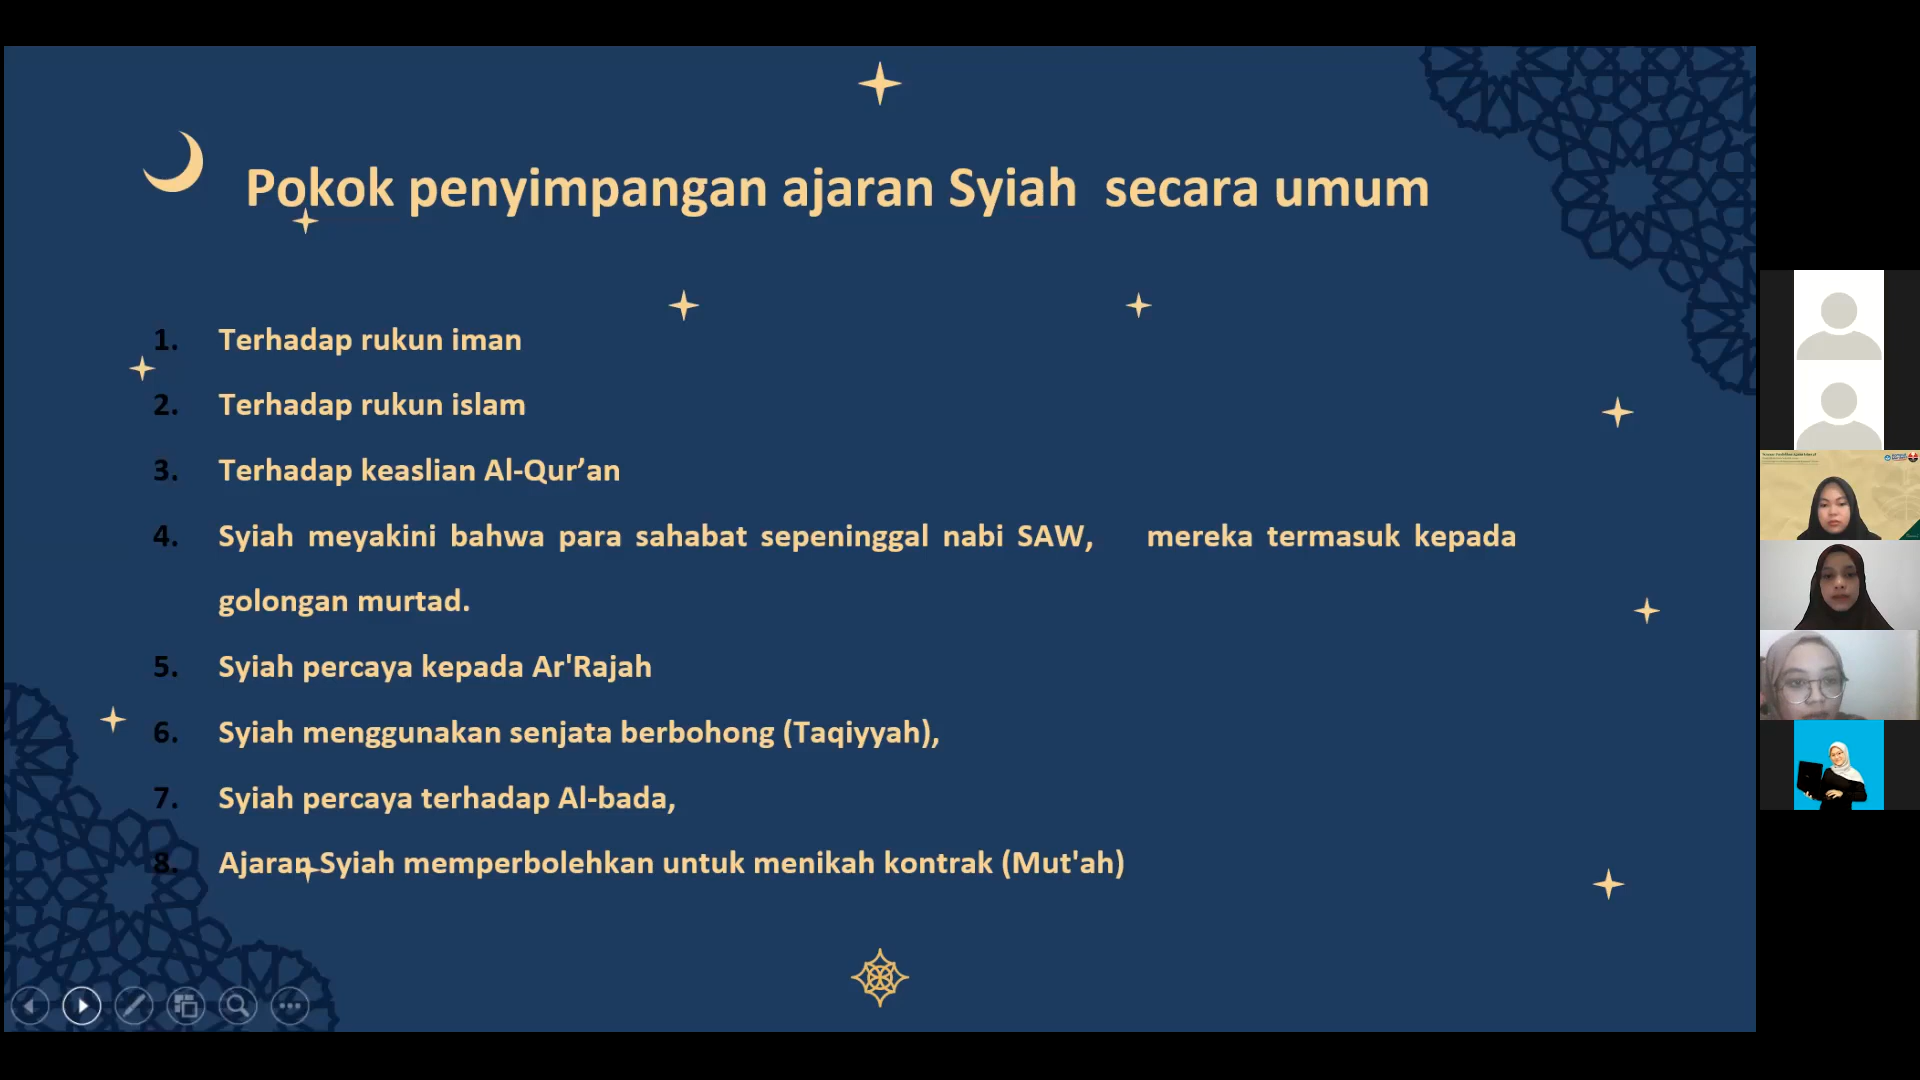 Pokok penyimpangan ajaran Syiah  secara umum
1. Terhadap rukun iman
2. Terhadap rukun islam
3. Terhadap keaslian Al-Qur’an
4. Syiah meyakini bahwa para sahabat sepeninggal nabi SAW, mereka termasuk kepada
golongan murtad.
5. Syiah percaya kepada Ar'Rajah
6. Syiah menggunakan senjata berbohong (Taqiyyah),
7. Syiah percaya terhadap Al-bada,
8. Ajaran Syiah memperbolehkan untuk menikah kontrak (Mut'ah)